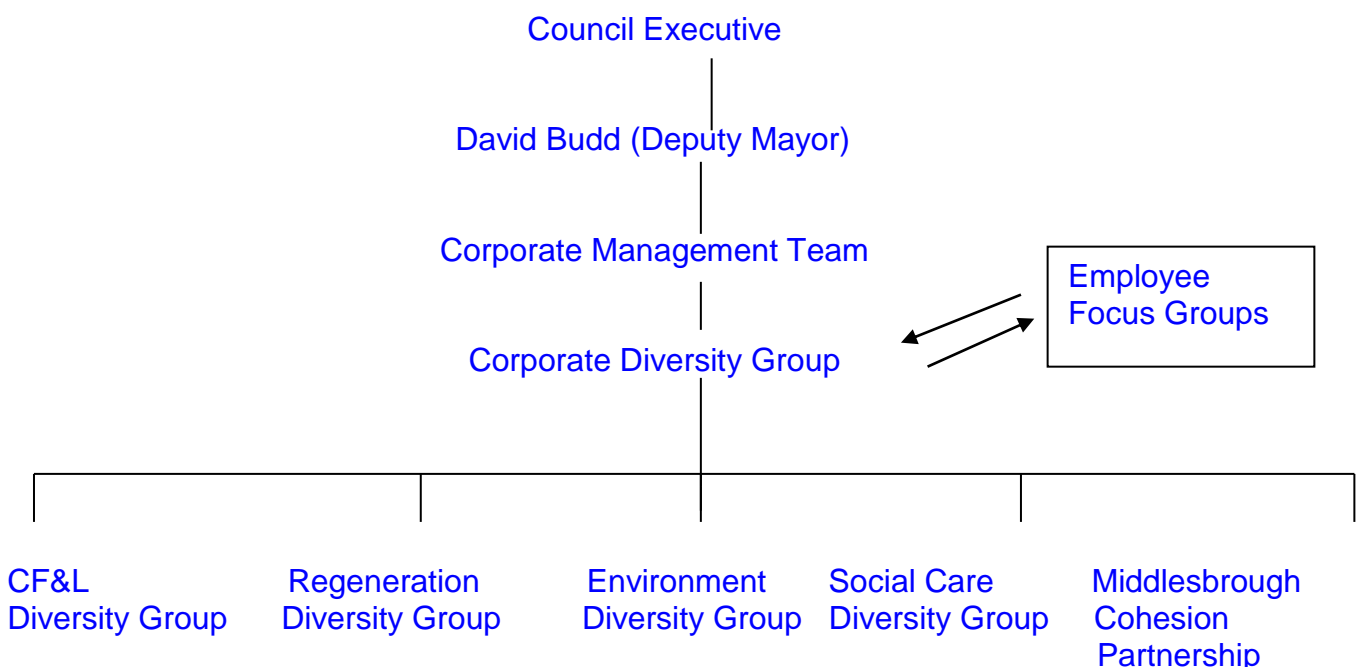 Council Executive
David Budd (Deputy Mayor)
Corporate Management Team
Employee
Focus Groups
Corporate Diversity Group
CF&L
Diversity Group
Regeneration
Diversity Group
Environment
Diversity Group
Social Care
Diversity Group
Middlesbrough
Cohesion
Partnership